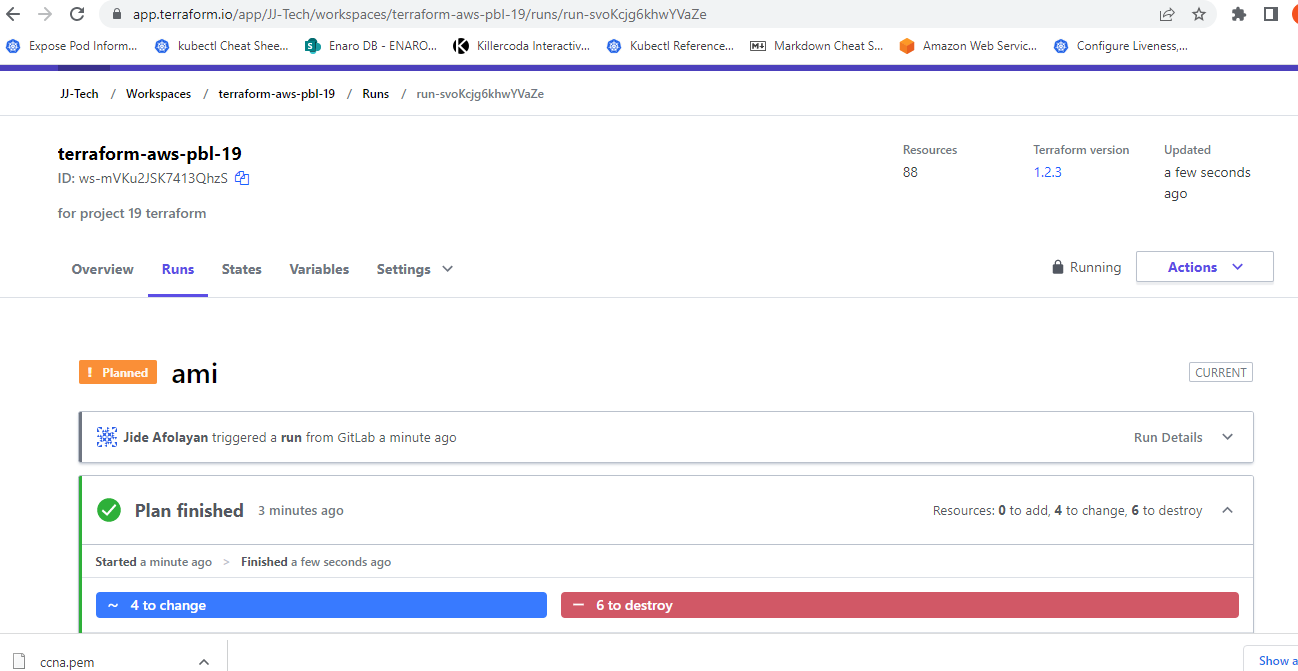 app.terraform.io/app/JJ-Tech/workspaces/terraform-aws-pbl-19/runs/run-svoKcjg6khwYVaZe
Expose Pod Inform... kubectl Cheat Shee... Enaro DB - ENARO... Killercoda Interactiv... Kubectl Reference... Markdown Cheat S... Amazon Web Servic... Configure Liveness,...
JJ-Tech / Workspaces / terraform-aws-pbl-19 / Runs / run-svoKcjg6khwYVaZe
terraform-aws-pbl-19
ID: ws-mVKu2JSK7413QhzS
for project 19 terraform
Resources
88
Terraform version
1.2.3
Updated
a few seconds
ago
Overview Runs States Variables Settings
Running
Actions
! Planned ami
CURRENT
Jide Afolayan triggered a run from GitLab a minute ago
Run Details
Plan finished 3 minutes ago
Resources: 0 to add, 4 to change, 6 to destroy
Started a minute ago > Finished a few seconds ago
~ 4 to change
− 6 to destroy
ccna.pem
Show a